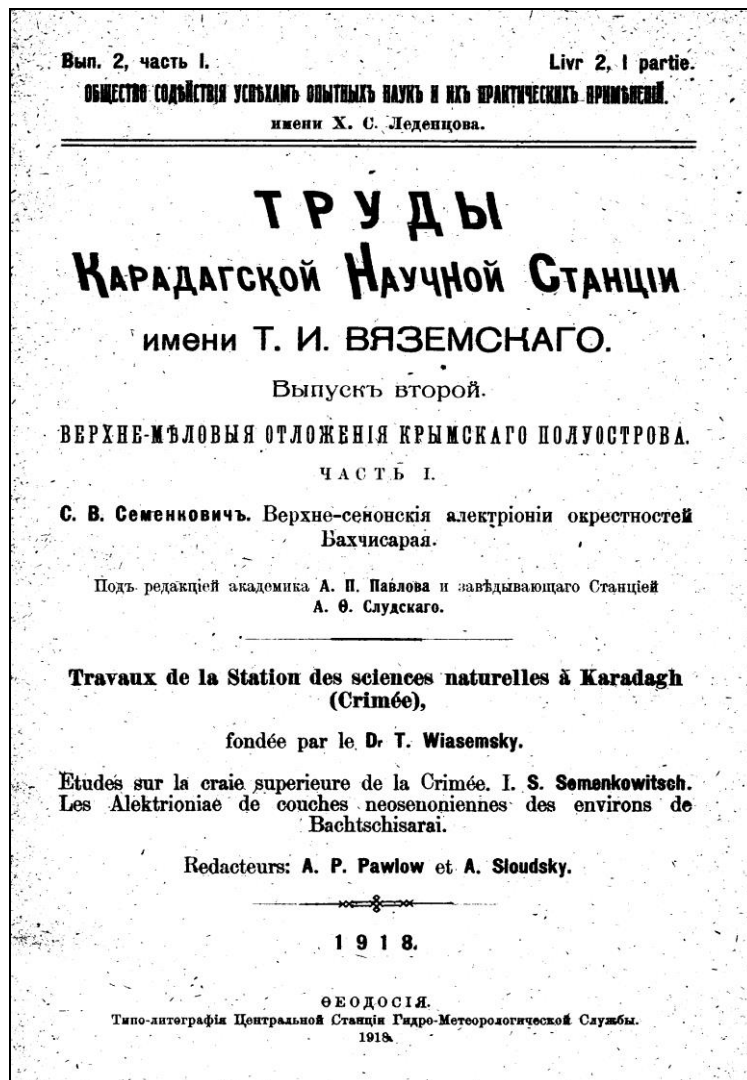 Вып. 2, часть I. Livr 2, I partie.
ОБЩЕСТВО СОДѢЙСТВІЯ УСПѢХАМЪ ОПЫТНЫХЪ НАУКЪ И ИХЪ ПРАКТИЧЕСКИХЪ ПРИМѢНЕНІЙ.
имени Х. С. Леденцова.
ТРУДЫ
КАРАДАГСКОЙ НАУЧНОЙ СТАНЦІИ
имени Т. И. ВЯЗЕМСКАГО.
Выпускъ второй.
ВЕРХНЕ-МѢЛОВЫЯ ОТЛОЖЕНІЯ КРЫМСКАГО ПОЛУОСТРОВА.
ЧАСТЬ I.
С. В. Семенковичъ. Верхне-сенонскія алектріоніи окрестностей
Бахчисарая.
Подъ редакціей академика А. П. Павлова и завѣдывающаго Станціей
А. Ѳ. Слудскаго.
Travaux de la Station des sciences naturelles à Karadagh
(Crimée),
fondée par le Dr T. Wiasemsky.
Etudes sur la craie superieure de la Crimée. I. S. Semenkowitsch.
Les Alektrioniae de couches neosenoniennes des environs de
Bachtschisarai.
Redacteurs: A. P. Pawlow et A. Sloudsky.
1918.
ѲЕОДОСІЯ.
Типо-литографія Центральной Станціи Гидро-Метеорологической Службы.
1918.